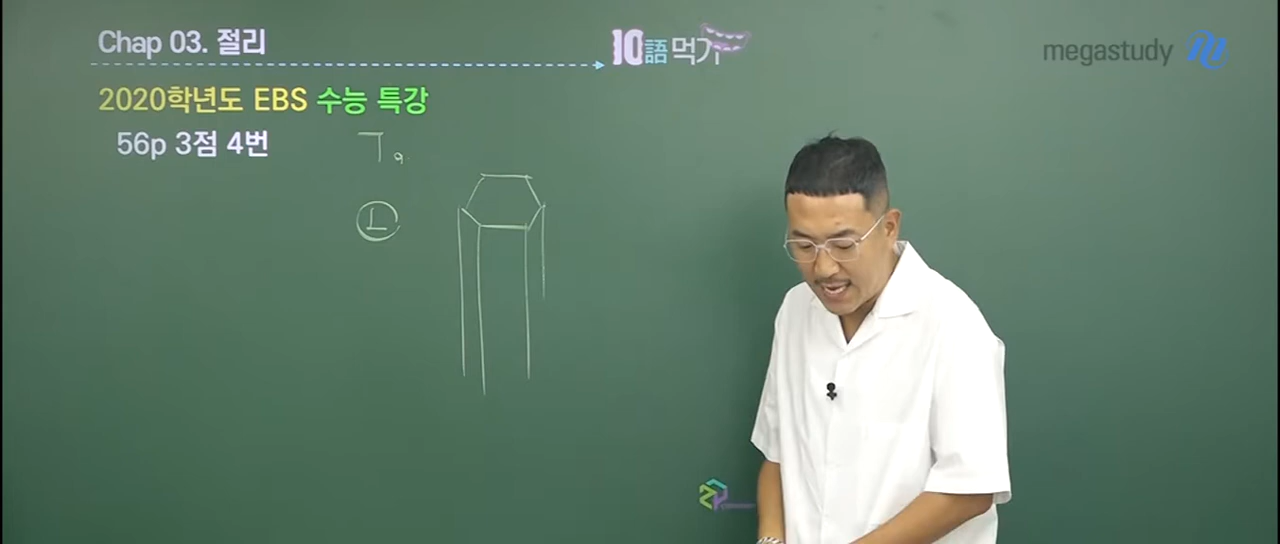 Chap 03. 절리
10語먹기
megastudy
2020학년도 EBS 수능 특강
56p 3점 4번
ㄱ
ㄴ